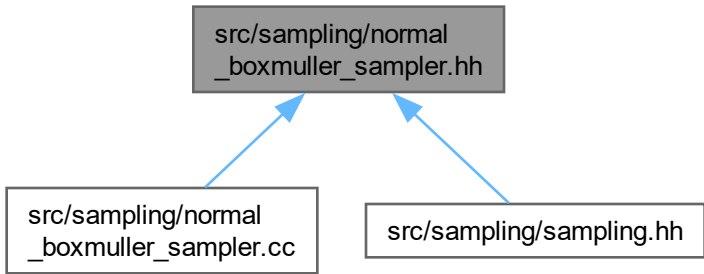 src/sampling/normal
_boxmuller_sampler.hh
src/sampling/normal
_boxmuller_sampler.cc
src/sampling/sampling.hh